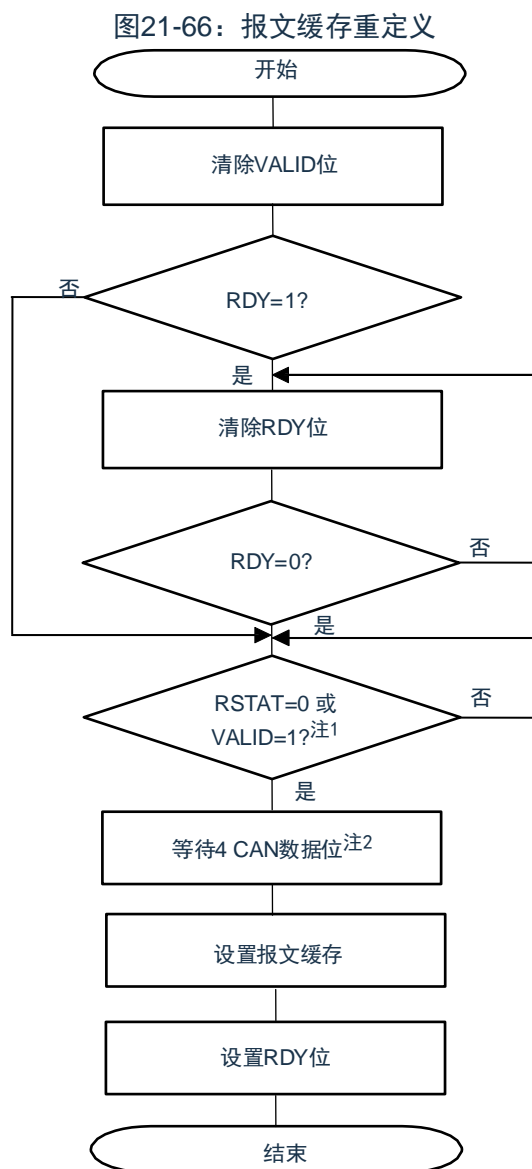 图21-66：报文缓存重定义
开始
清除VALID位
RDY=1?
否
是
清除RDY位
RDY=0?
否
是
RSTAT=0 或
VALID=1?注1
否
是
等待4 CAN数据位注2
设置报文缓存
设置RDY位
结束